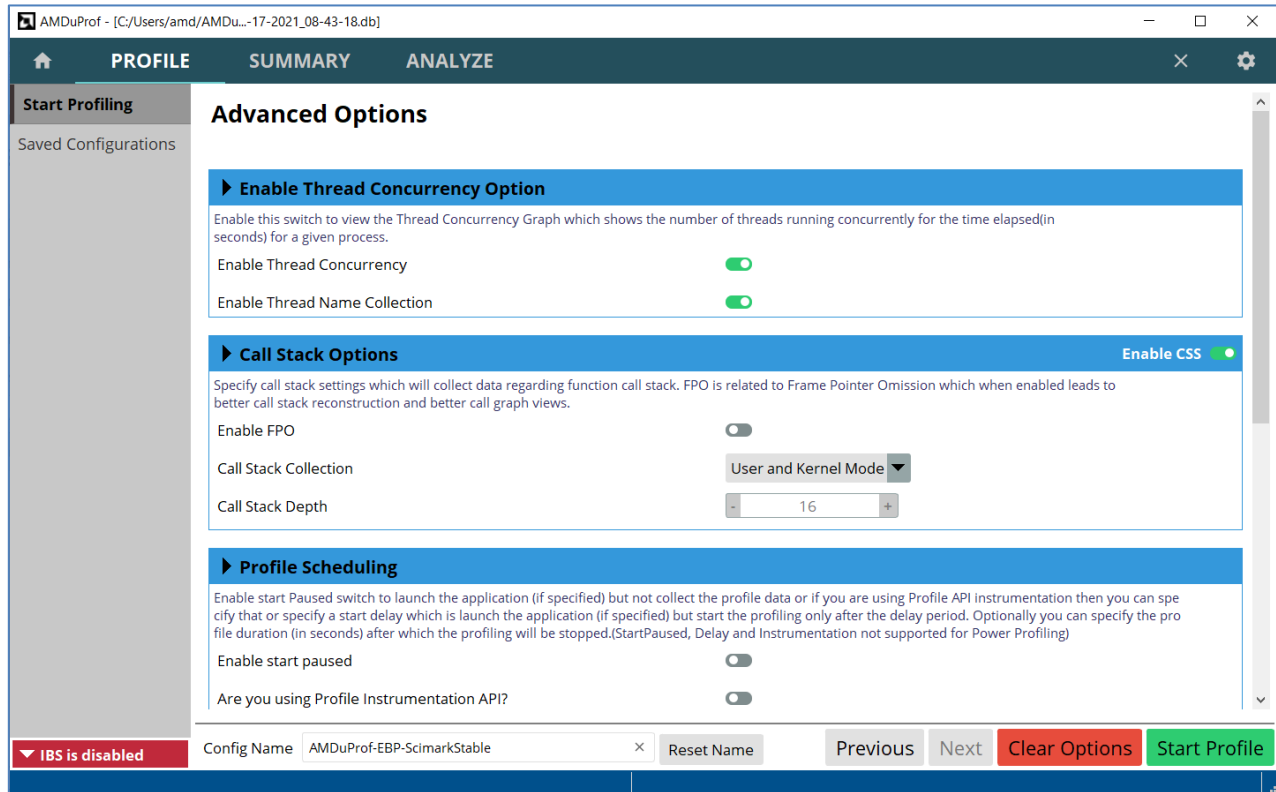 AMDuProf - [C:/Users/amd/AMDu...-17-2021_08-43-18.db]
PROFILE
SUMMARY
ANALYZE
Start Profiling
Saved Configurations
Advanced Options
Enable Thread Concurrency Option
Enable this switch to view the Thread Concurrency Graph which shows the number of threads running concurrently for the time elapsed(in
seconds) for a given process.
Enable Thread Concurrency
Enable Thread Name Collection
Call Stack Options
Enable CSS
Specify call stack settings which will collect data regarding function call stack. FPO is related to Frame Pointer Omission which when enabled leads to
better call stack reconstruction and better call graph views.
Enable FPO
Call Stack Collection
User and Kernel Mode
Call Stack Depth
- 16 +
Profile Scheduling
Enable start Paused switch to launch the application (if specified) but not collect the profile data or if you are using Profile API instrumentation then you can spe
cify that or specify a start delay which is launch the application (if specified) but start the profiling only after the delay period. Optionally you can specify the pro
file duration (in seconds) after which the profiling will be stopped.(StartPaused, Delay and Instrumentation not supported for Power Profiling)
Enable start paused
Are you using Profile Instrumentation API?
IBS is disabled
Config Name
AMDuProf-EBP-ScimarkStable
Reset Name
Previous
Next
Clear Options
Start Profile